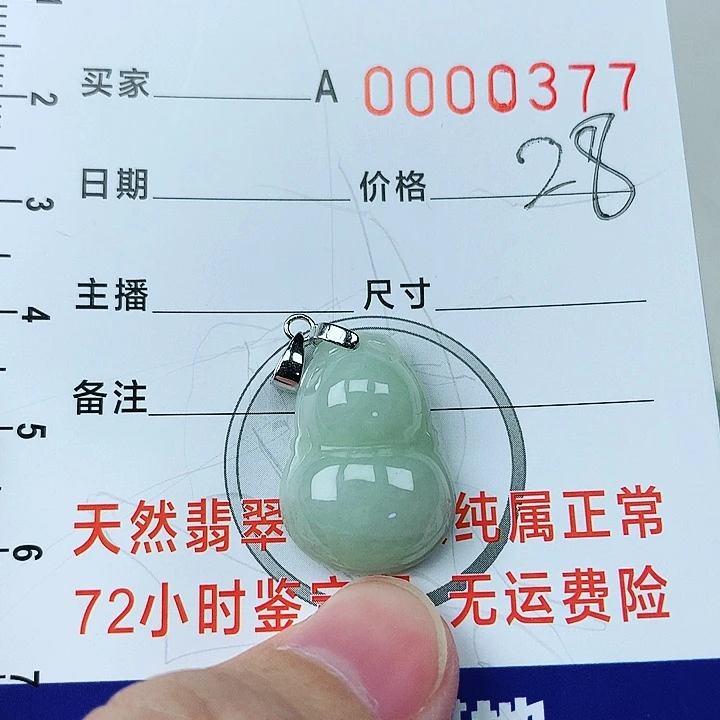 买家 A 0000377
日期 价格 28
主播 尺寸
备注
天然翡翠 纯属正常
72小时鉴定 无运费险
2
3
4
5
6
7